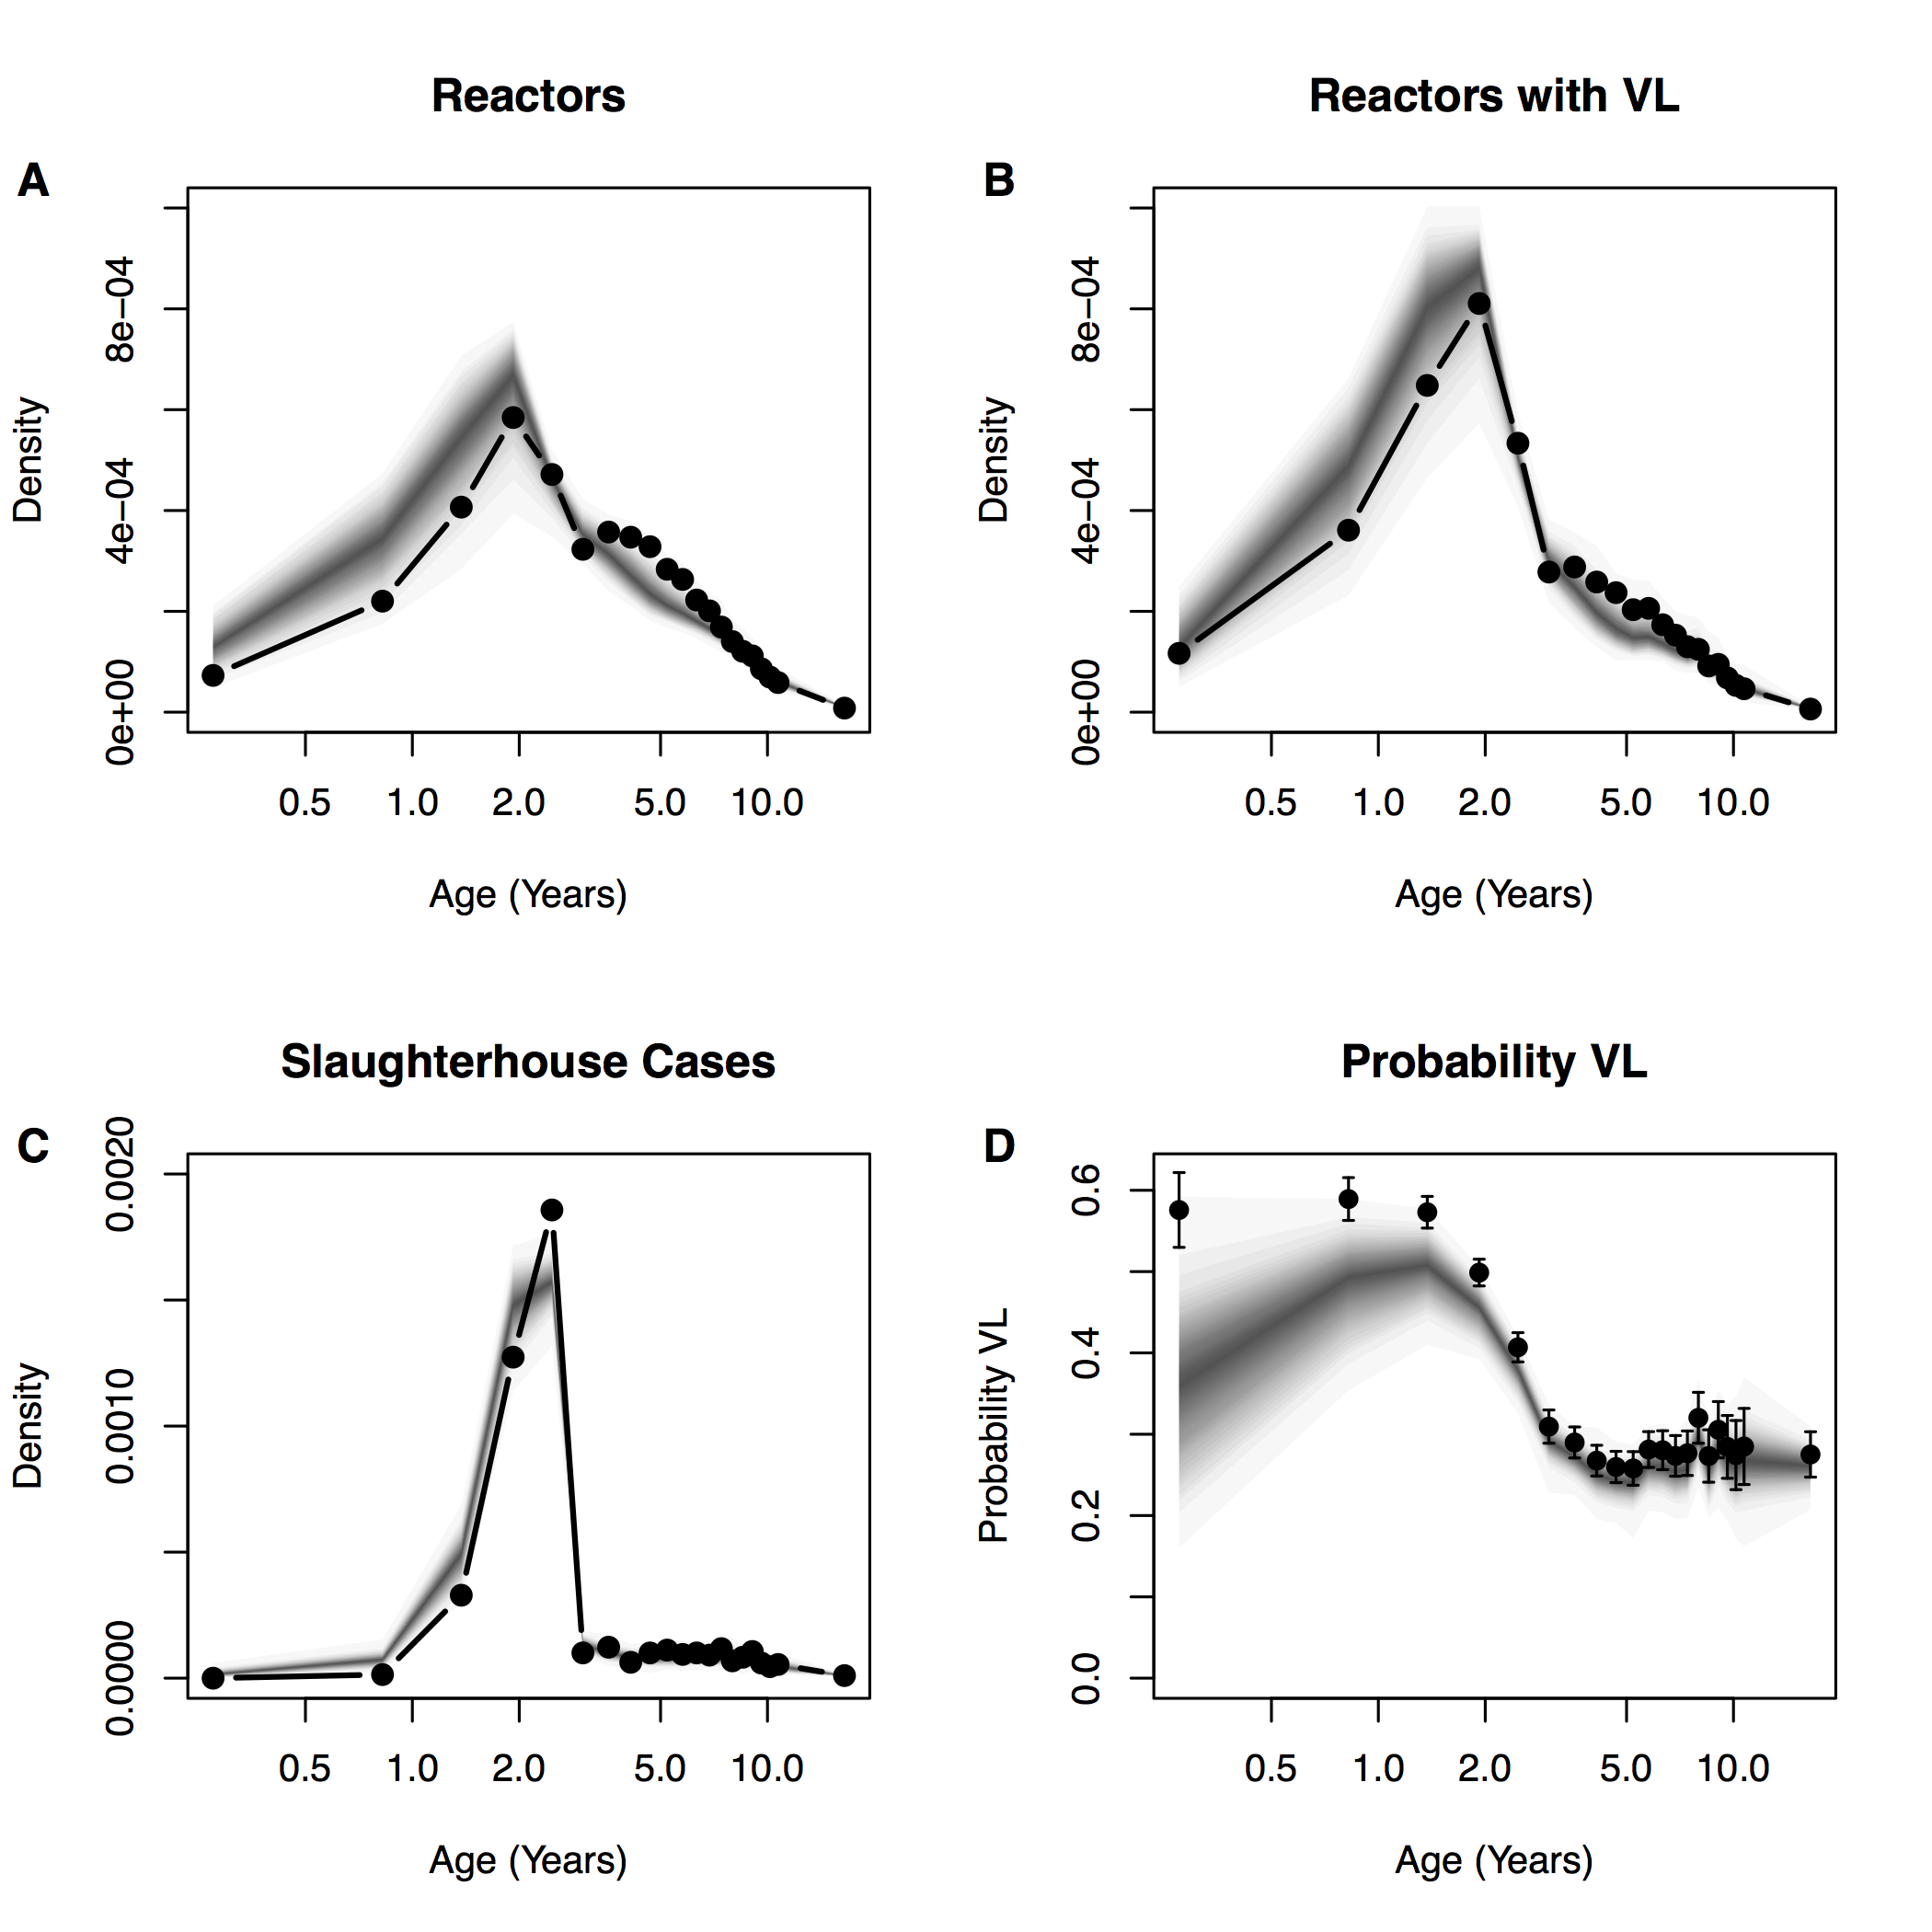 Reactors
A
Density
0e+00 4e−04 8e−04
0.5 1.0 2.0 5.0 10.0
Age (Years)
Reactors with VL
B
Density
0e+00 4e−04 8e−04
0.5 1.0 2.0 5.0 10.0
Age (Years)
Slaughterhouse Cases
C
Density
0.0000 0.0010 0.0020
0.5 1.0 2.0 5.0 10.0
Age (Years)
Probability VL
D
Probability VL
0.0 0.2 0.4 0.6
0.5 1.0 2.0 5.0 10.0
Age (Years)